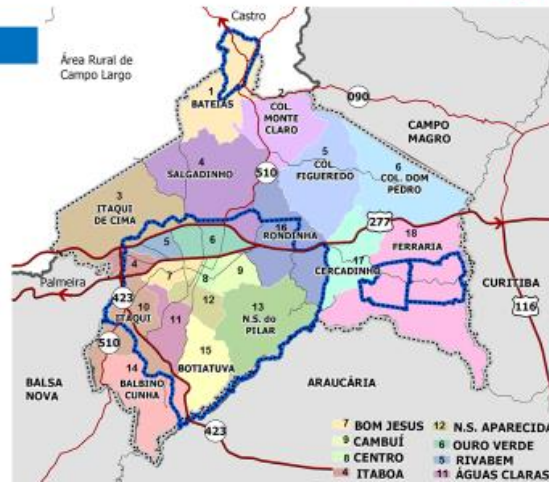 Castro
Área Rural de
Campo Largo
1
BATEIAS
2
COL.
MONTE
CLARO
090
CAMPO
MAGRO
4
SALGADINHO
510
5
COL.
FIGUEREDO
6
COL. DOM
PEDRO
3
ITAQUI
DE CIMA
277
16
RONDINHA
18
FERRARIA
5
6
4
17
CERCADINHO
Palmeira
7
8
9
CURITIBA
423
10
ITAQUI
12
13
N.S. do
PILAR
116
11
510
14
BALBINO
CUNHA
15
BOTIATUVA
BALSA
NOVA
ARAUCÁRIA
423
7 BOM JESUS
12 N.S. APARECIDA
9 CAMBUÍ
6 OURO VERDE
8 CENTRO
5 RIVABEM
4 ITABOA
11 ÁGUAS CLARAS